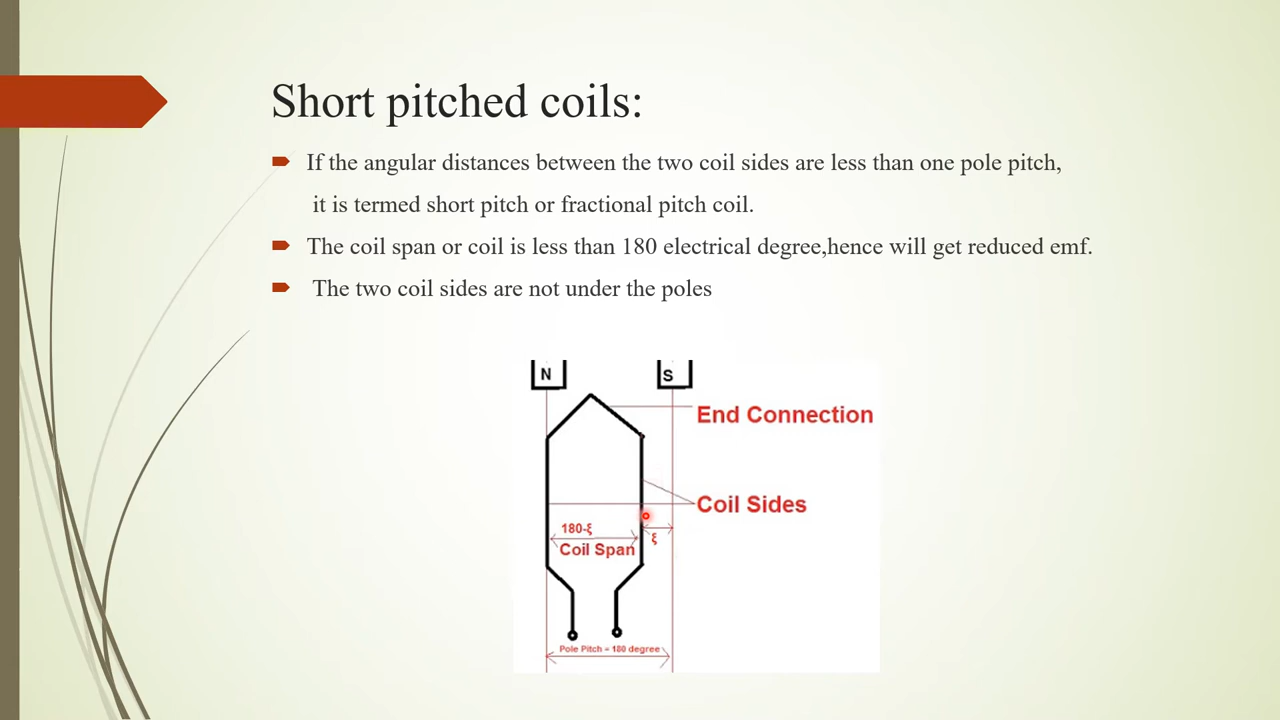 Short pitched coils:
If the angular distances between the two coil sides are less than one pole pitch,
it is termed short pitch or fractional pitch coil.
The coil span or coil is less than 180 electrical degree,hence will get reduced emf.
The two coil sides are not under the poles
N
S
End Connection
Coil Sides
180-ξ
ξ
Coil Span
Pole Pitch = 180 degree